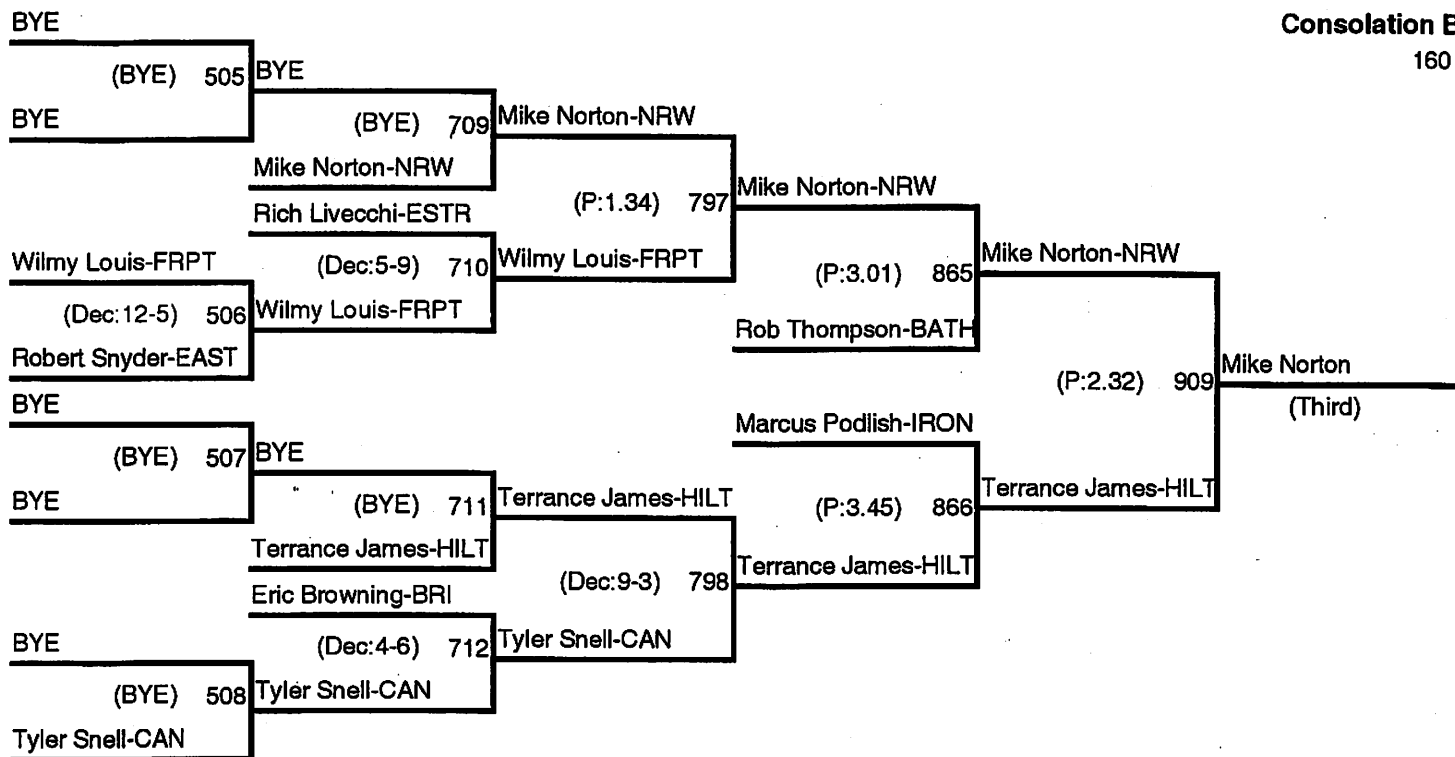 Consolation B
160
BYE
(BYE) 505
BYE
BYE
(BYE) 709
Mike Norton-NRW
Mike Norton-NRW
(P:1.34) 797
Rich Livecchi-ESTR
Wilmy Louis-FRPT
(Dec:12-5) 506
Robert Snyder-EAST
Wilmy Louis-FRPT
(Dec:5-9) 710
Wilmy Louis-FRPT
Mike Norton-NRW
(P:3.01) 865
Rob Thompson-BATH
Mike Norton-NRW
(P:2.32) 909
Mike Norton
(Third)
BYE
(BYE) 507
BYE
BYE
(BYE) 711
Terrance James-HILT
Terrance James-HILT
(Dec:9-3) 798
Eric Browning-BRI
(Dec:4-6) 712
Tyler Snell-CAN
BYE
(BYE) 508
Tyler Snell-CAN
Tyler Snell-CAN
Marcus Podlish-IRON
(P:3.45) 866
Terrance James-HILT
Terrance James-HILT